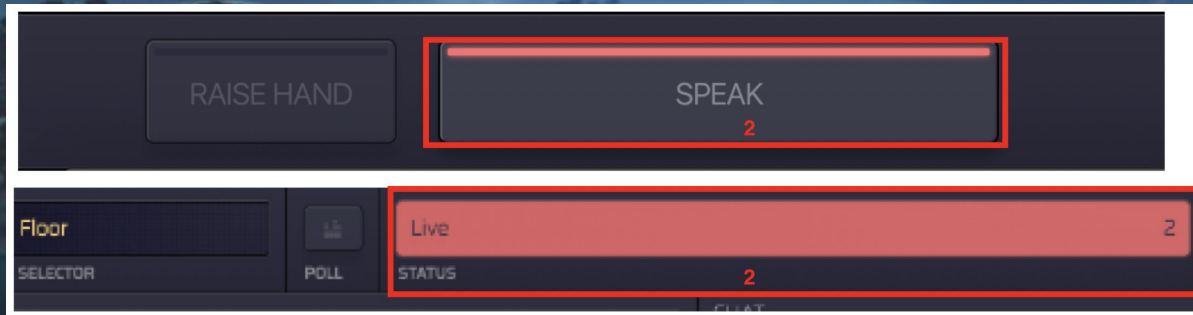 RAISE HAND
SPEAK
2
Floor
Live 2
SELECTOR
POLL
STATUS
2